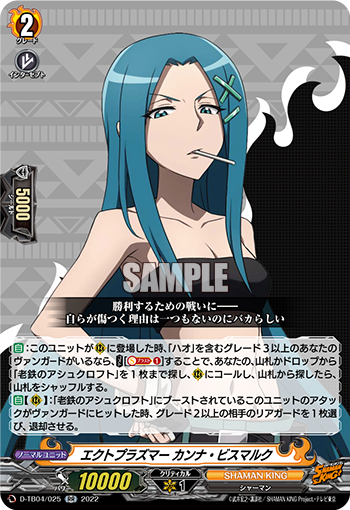 2
グレード
インターセプト
5000
シールド
SAMPLE
勝利するための戦いに──
自らが傷つく理由は一つもないのにバカらしい
自:このユニットがRに登場した時、「ハオ」を含むグレード3以上のあなたの
ヴァンガードがいるなら、【コスト】することで、あなたの、山札かドロップから
「老鉄のアシュクロフト」を1枚まで探し、Rにコールし、山札から探したら、
山札をシャッフルする。
自【R】:「老鉄のアシュクロフト」にブーストされているこのユニットのアタッ
クがヴァンガードにヒットした時、グレード2以上の相手のリアガードを1枚選
び、退却させる。
ノーマルユニット
エクトプラズマー カンナ・ビスマルク
D-TB04/025 RR 2022
パワー
10000
クリティカル
1
シャーマン
SHAMAN KING
SHAMAN KING